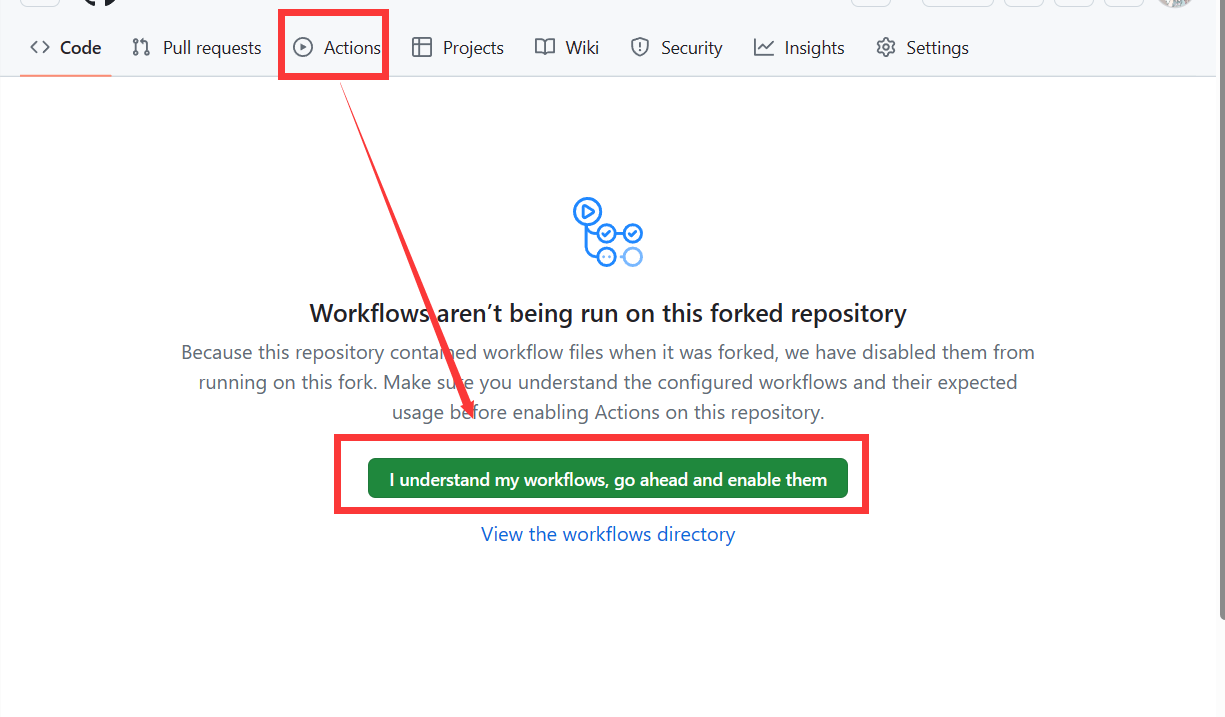 Code Pull requests Actions Projects Wiki Security Insights Settings
Workflows aren’t being run on this forked repository
Because this repository contained workflow files when it was forked, we have disabled them from
running on this fork. Make sure you understand the configured workflows and their expected
usage before enabling Actions on this repository.
I understand my workflows, go ahead and enable them
View the workflows directory